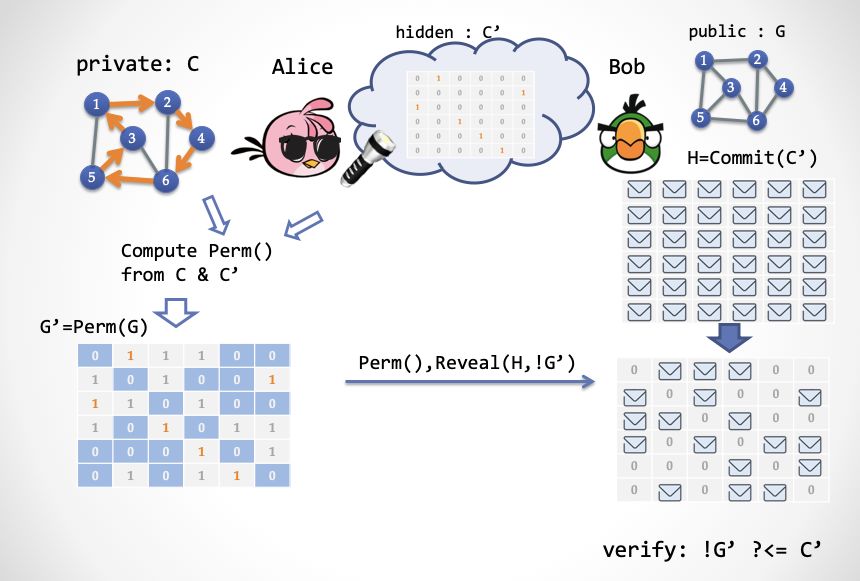 hidden : C’
public : G
private: C
Alice
Bob
1
2
3
4
5
6
0 1 0 0 0 0
0 0 0 0 0 1
1 0 0 0 0 0
0 0 1 0 0 0
0 0 0 1 0 0
0 0 0 0 1 0
1
2
3
4
5
6
H=Commit(C’)
Compute Perm()
from C & C’
G’=Perm(G)
0 1 1 1 0 0
1 0 1 0 0 1
1 1 0 1 0 0
1 0 1 0 1 1
0 0 0 1 0 1
0 1 0 1 1 0
Perm(),Reveal(H,!G’)
0 0 0
0 0 0
0 0 0
0 0
0 0 0 0
0 0 0
verify: !G’ ?<= C’